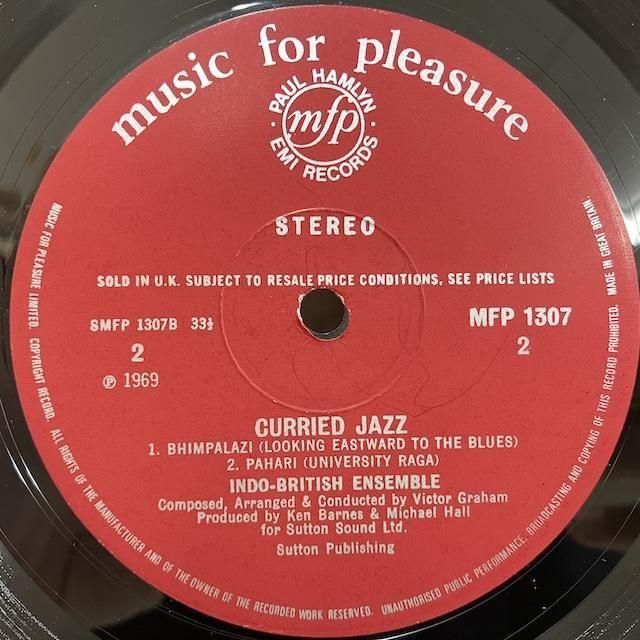 music for pleasure
· PAUL HAMLYN ·
mfp
EMI RECORDS
STEREO
SOLD IN U.K. SUBJECT TO RESALE PRICE CONDITIONS, SEE PRICE LISTS
SMFP 1307B 33⅓
MFP 1307
2
2
℗ 1969
CURRIED JAZZ
1. BHIMPALAZI (LOOKING EASTWARD TO THE BLUES)
2. PAHARI (UNIVERSITY RAGA)
INDO-BRITISH ENSEMBLE
Composed, Arranged & Conducted by Victor Graham
Produced by Ken Barnes & Michael Hall
for Sutton Sound Ltd.
Sutton Publishing
MUSIC FOR PLEASURE LIMITED. COPYRIGHT RECORD. ALL RIGHTS OF THE MANUFACTURER AND OF THE OWNER OF THE RECORDED WORK RESERVED. UNAUTHORISED PUBLIC PERFORMANCE, BROADCASTING AND COPYING OF THIS RECORD PROHIBITED. MADE IN GREAT BRITAIN.